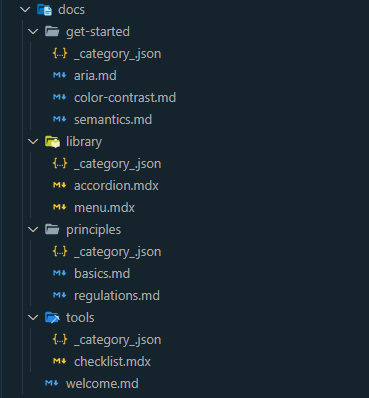 docs
get-started
{..} _category_.json
aria.md
color-contrast.md
semantics.md
library
{..} _category_.json
accordion.mdx
menu.mdx
principles
{..} _category_.json
basics.md
regulations.md
tools
{..} _category_.json
checklist.mdx
welcome.md